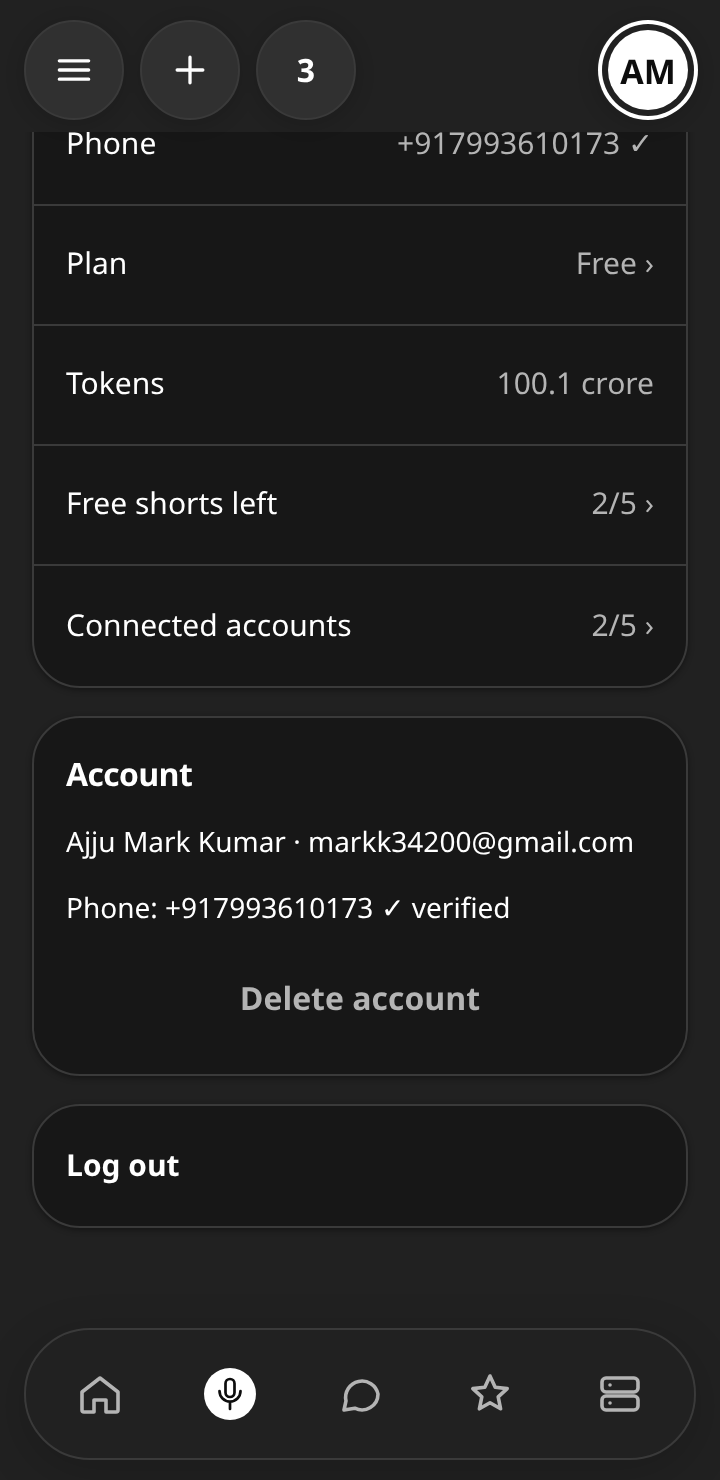 3
AM
Phone +917993610173 ✓
Plan Free ›
Tokens 100.1 crore
Free shorts left 2/5 ›
Connected accounts 2/5 ›
Account
Ajju Mark Kumar · markk34200@gmail.com
Phone: +917993610173 ✓ verified
Delete account
Log out